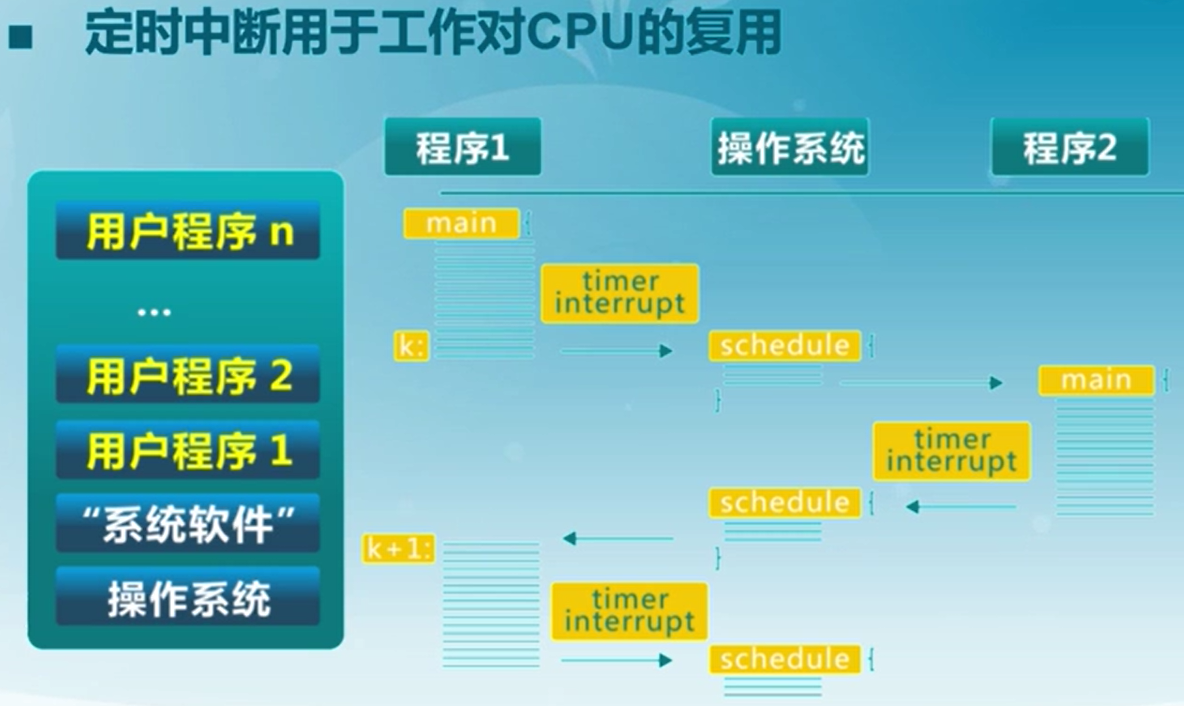 定时中断用于工作对CPU的复用
程序1
操作系统
程序2
用户程序 n
...
用户程序 2
用户程序 1
“系统软件”
操作系统
main{
timer
interrupt
k:
schedule{
}
main{
timer
interrupt
schedule{
}
k+1:
timer
interrupt
schedule{